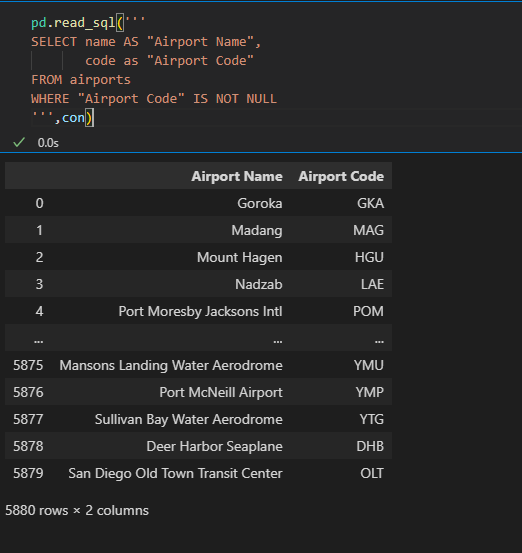 pd.read_sql('''
SELECT name AS "Airport Name",
code as "Airport Code"
FROM airports
WHERE "Airport Code" IS NOT NULL
''',con)
0.0s
Airport Name Airport Code
0 Goroka GKA
1 Madang MAG
2 Mount Hagen HGU
3 Nadzab LAE
4 Port Moresby Jacksons Intl POM
... ... ...
5875 Mansons Landing Water Aerodrome YMU
5876 Port McNeill Airport YMP
5877 Sullivan Bay Water Aerodrome YTG
5878 Deer Harbor Seaplane DHB
5879 San Diego Old Town Transit Center OLT
5880 rows × 2 columns